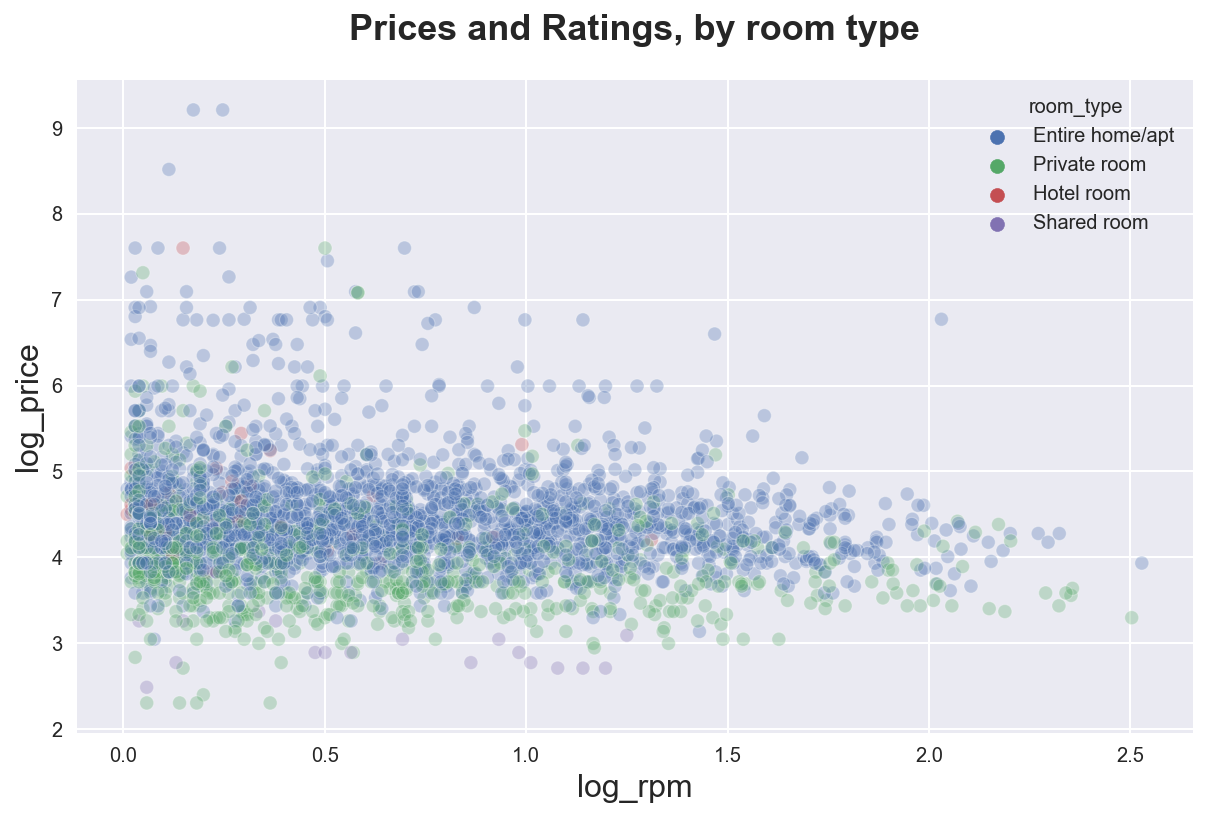 Prices and Ratings, by room type
room_type
Entire home/apt
Private room
Hotel room
Shared room
9
8
7
6
5
4
3
2
log_price
0.0 0.5 1.0 1.5 2.0 2.5
log_rpm